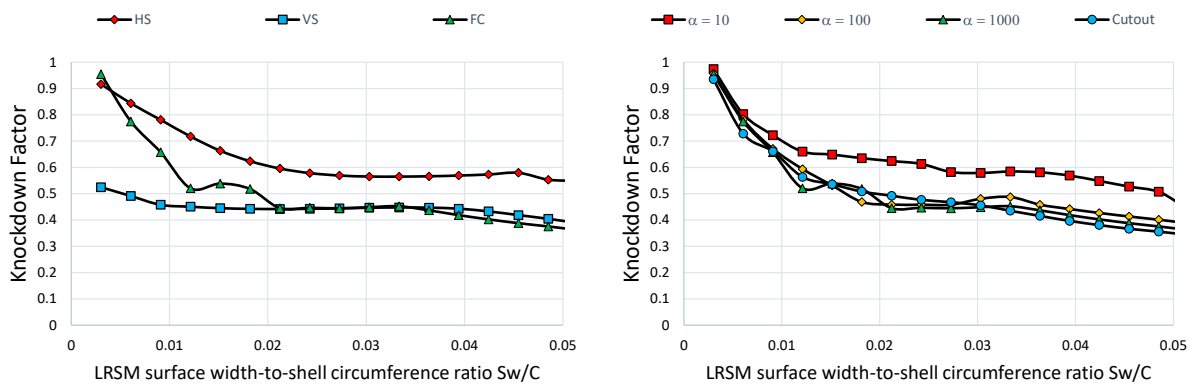 HS VS FC
Knockdown Factor
1
0.9
0.8
0.7
0.6
0.5
0.4
0.3
0.2
0.1
0
0 0.01 0.02 0.03 0.04 0.05
LRSM surface width-to-shell circumference ratio Sw/C
α = 10 α = 100 α = 1000 Cutout
Knockdown Factor
1
0.9
0.8
0.7
0.6
0.5
0.4
0.3
0.2
0.1
0
0 0.01 0.02 0.03 0.04 0.05
LRSM surface width-to-shell circumference ratio Sw/C